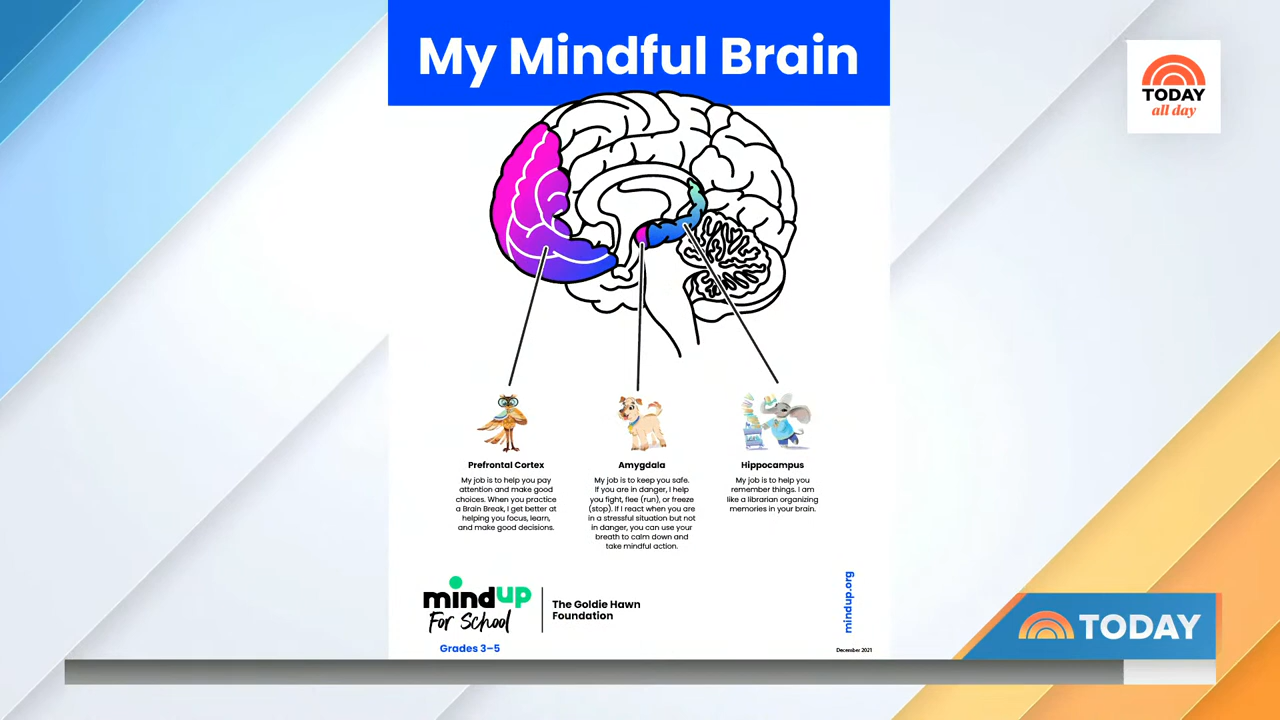 My Mindful Brain
TODAY
all day
Prefrontal Cortex
My job is to help you pay
attention and make good
choices. When you practice
a Brain Break, I get better at
helping you focus, learn,
and make good decisions.
Amygdala
My job is to keep you safe.
If you are in danger, I help
you fight, flee (run), or freeze
(stop). If I react when you are
in a stressful situation but not
in danger, you can use your
breath to calm down and
take mindful action.
Hippocampus
My job is to help you
remember things. I am
like a librarian organizing
memories in your brain.
mindup
For School
The Goldie Hawn
Foundation
Grades 3–5
mindup.org
December 2021
TODAY